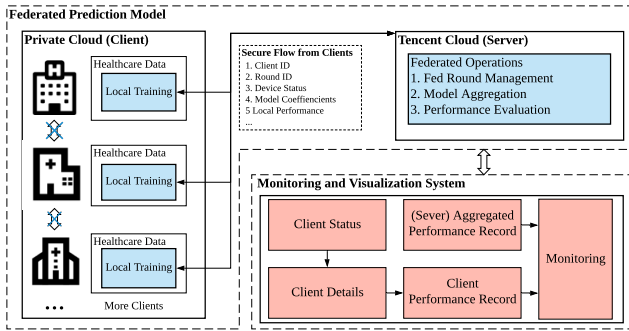 Federated Prediction Model
Private Cloud (Client)
Healthcare Data
Local Training
Healthcare Data
Local Training
Healthcare Data
Local Training
... More Clients
Secure Flow from Clients
1. Client ID
2. Round ID
3. Device Status
4. Model Coeffiencients
5 Local Performance
...
Tencent Cloud (Server)
Federated Operations
1. Fed Round Management
2. Model Aggregation
3. Performance Evaluation
Monitoring and Visualization System
Client Status
(Sever) Aggregated
Performance Record
Client Details
Client
Performance Record
Monitoring